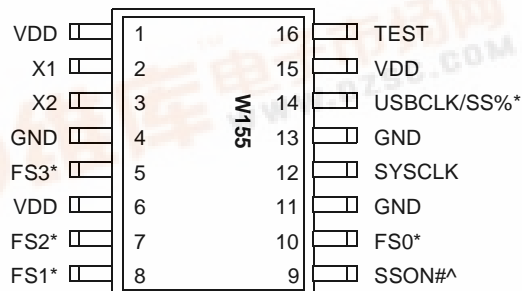 VDD 1 16 TEST
X1 2 15 VDD
X2 3 14 USBCLK/SS%*
GND 4 13 GND
FS3* 5 12 SYSCLK
VDD 6 11 GND
FS2* 7 10 FS0*
FS1* 8 9 SSON#^
W155